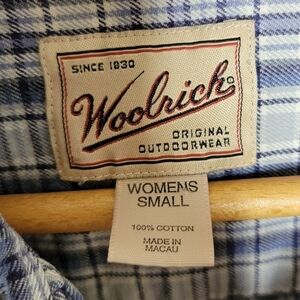 SINCE 1830
Woolrich®
ORIGINAL
OUTDOORWEAR
WOMENS
SMALL
100% COTTON
MADE IN
MACAU